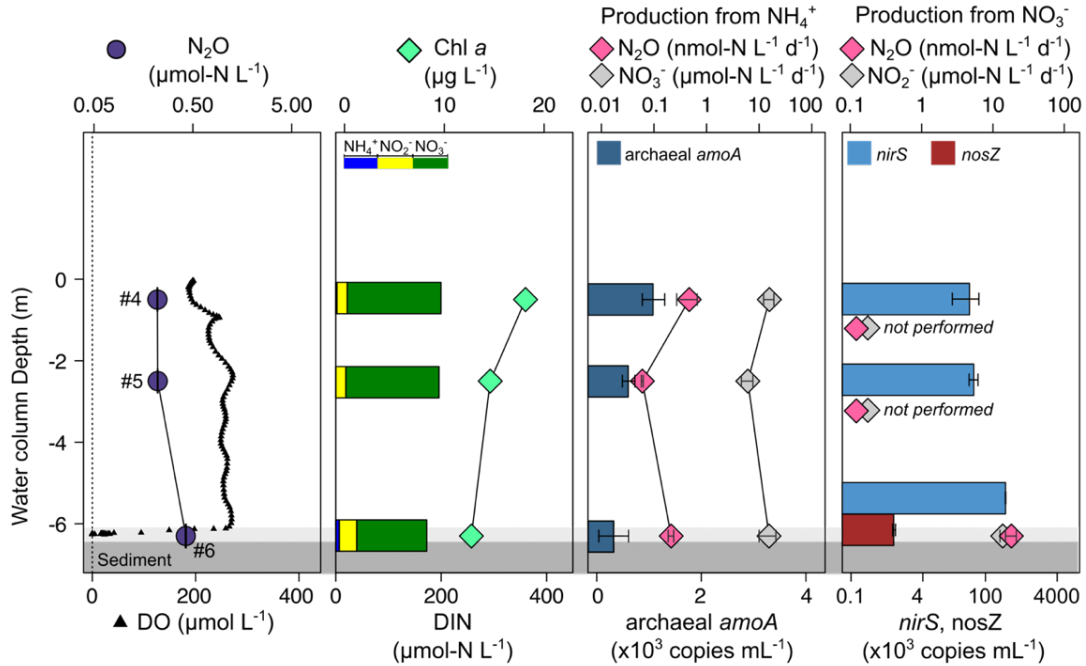 N₂O
(μmol-N L⁻¹)
0.05 0.50 5.00
Chl a
(μg L⁻¹)
0 10 20
Production from NH₄⁺
N₂O (nmol-N L⁻¹ d⁻¹)
NO₃⁻ (μmol-N L⁻¹ d⁻¹)
0.01 0.1 1 10 100
Production from NO₃⁻
N₂O (nmol-N L⁻¹ d⁻¹)
NO₂⁻ (μmol-N L⁻¹ d⁻¹)
0.1 1 10 100
Water column Depth (m)
0
-2
-4
-6
#4
#5
#6
Sediment
0 200 400
DO (μmol L⁻¹)
NH₄⁺ NO₂⁻ NO₃⁻
0 200 400
DIN
(μmol-N L⁻¹)
archaeal amoA
0 2 4
archaeal amoA
(x10³ copies mL⁻¹)
nirS nosZ
not performed
not performed
0.1 4 100 4000
nirS, nosZ
(x10³ copies mL⁻¹)